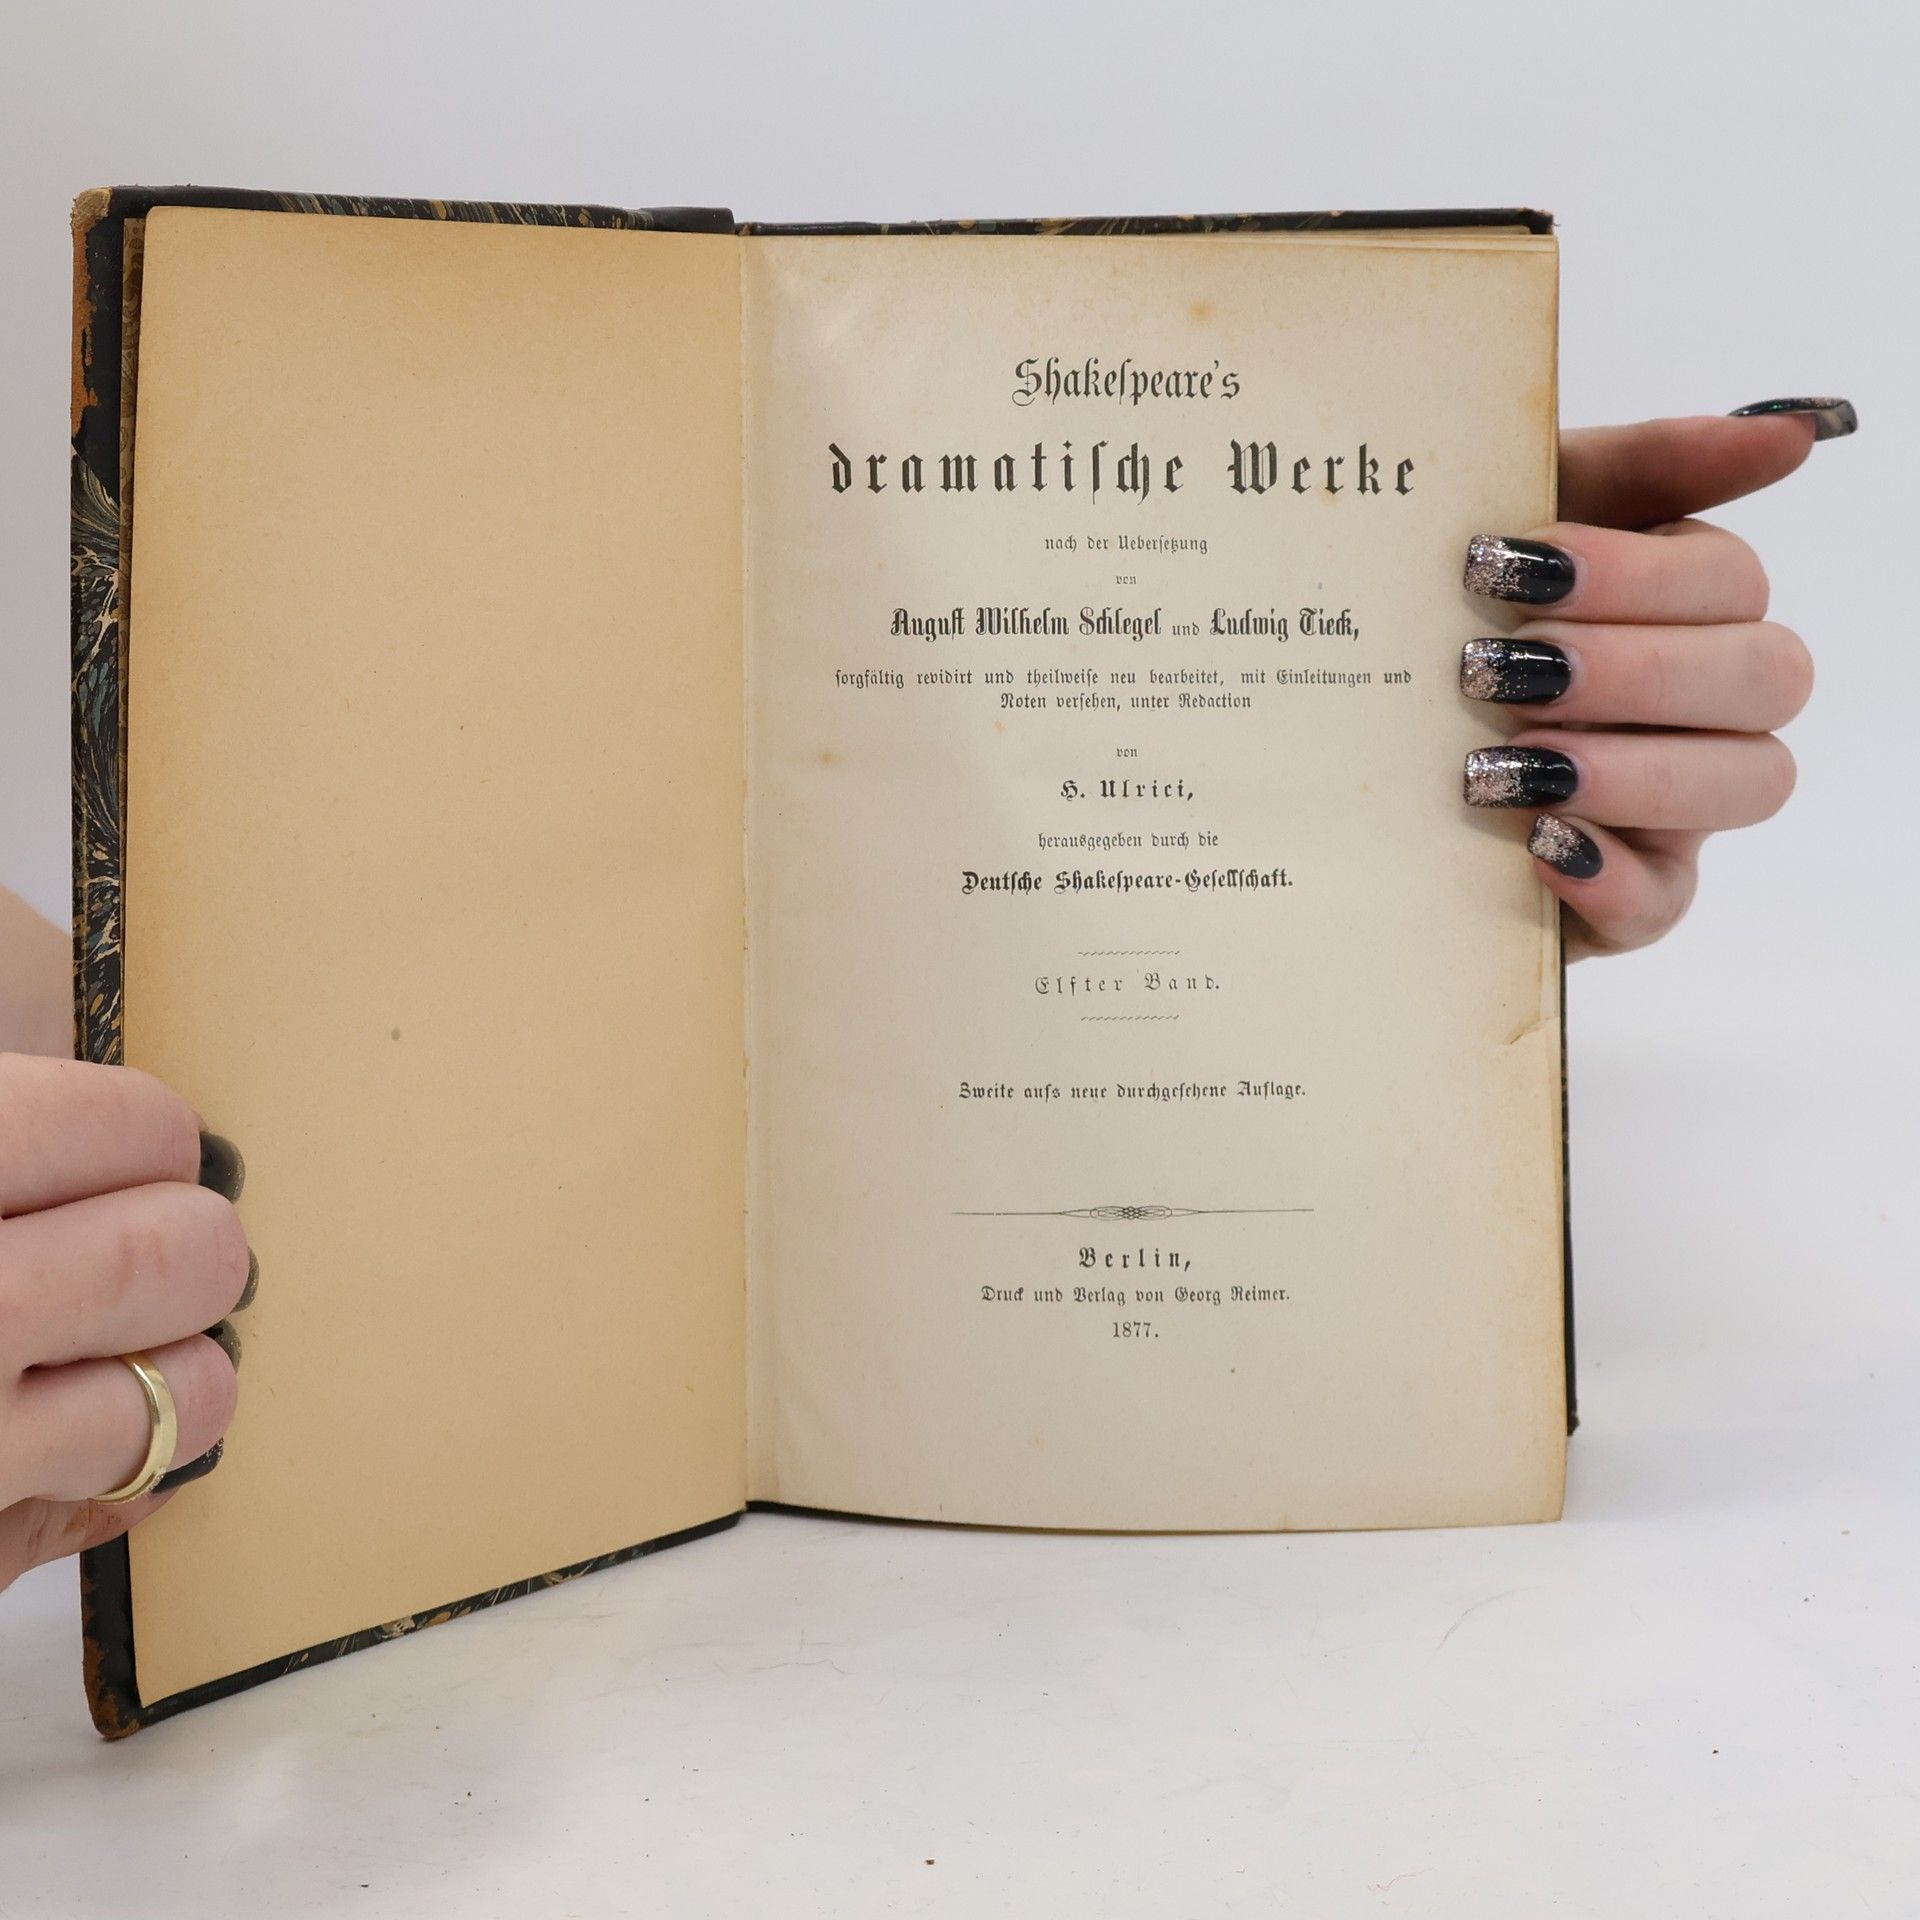 Shakeſpeare's
dramatiſche Werke
nach der Ueberſetzung
von
Auguſt Wilhelm Schlegel und Ludwig Tieck,
ſorgfältig revidirt und theilweiſe neu bearbeitet, mit Einleitungen und
Noten verſehen, unter Redaction
von
H. Ulrici,
herausgegeben durch die
Deutſche Shakeſpeare-Geſellſchaft.
Elfter Band.
Zweite aufs neue durchgeſehene Auflage.
Berlin,
Druck und Verlag von Georg Reimer.
1877.